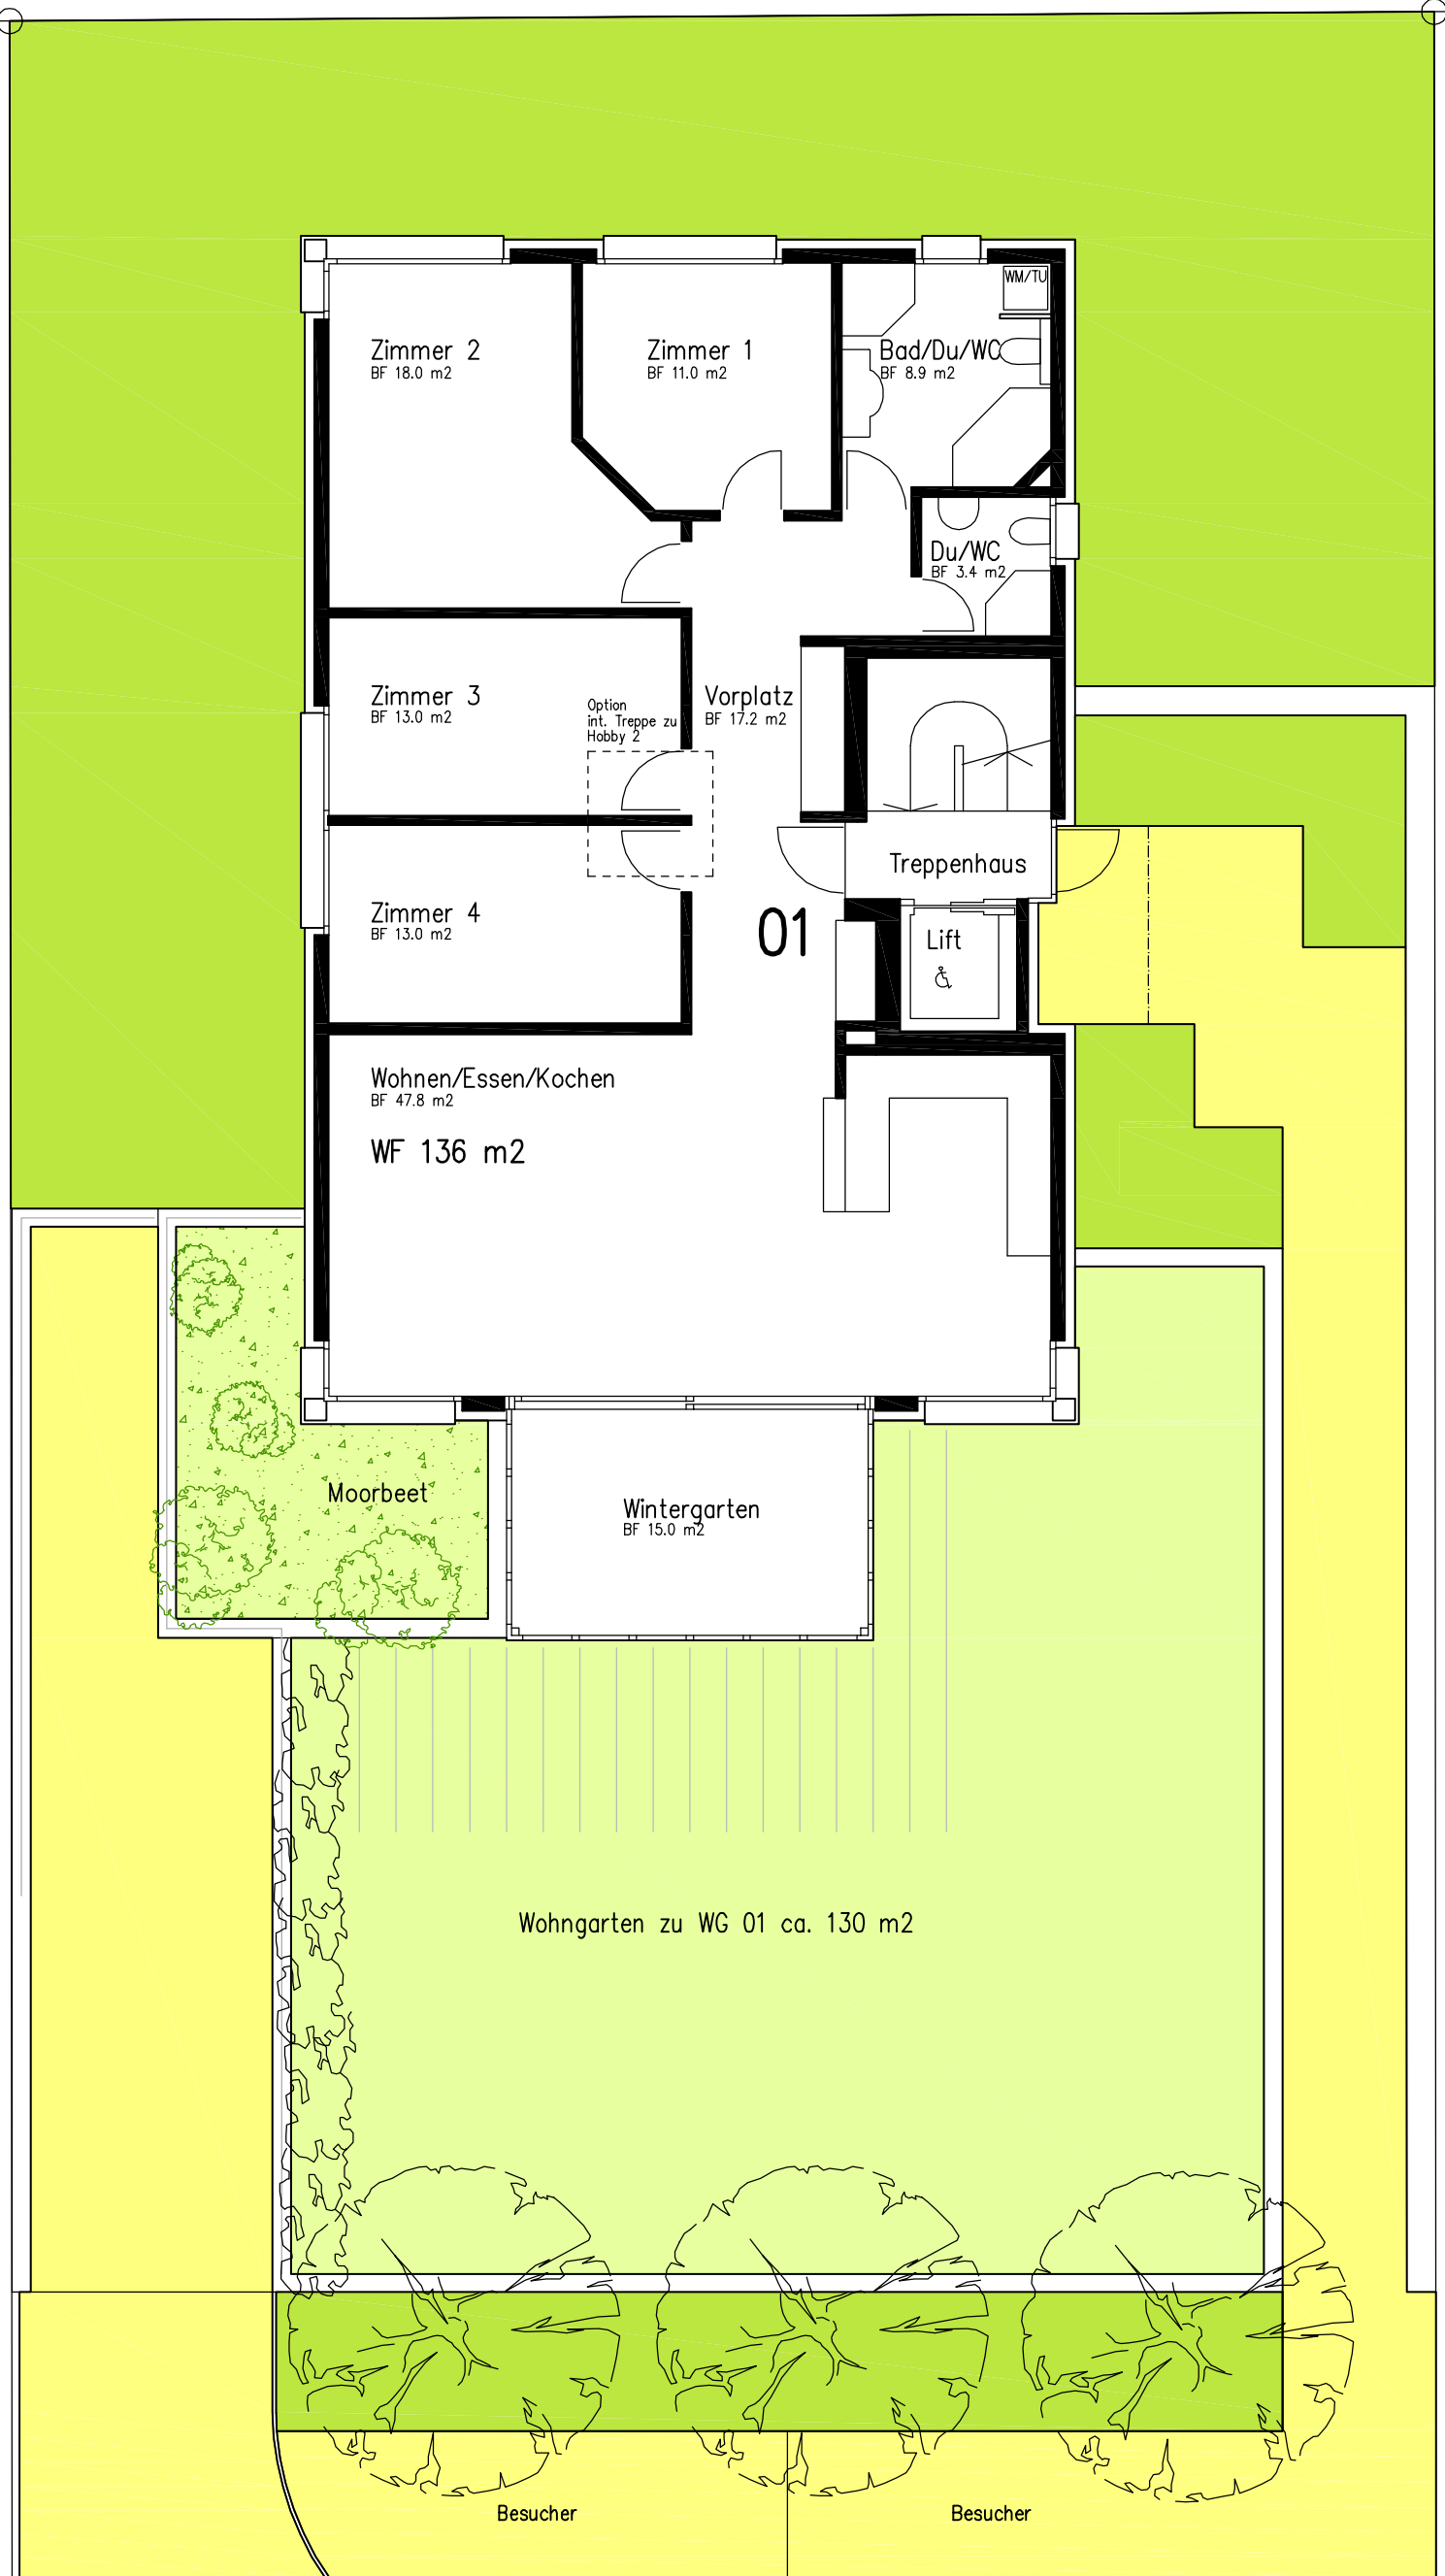 WM/TU
Zimmer 2
BF 18.0 m2
Zimmer 1
BF 11.0 m2
Bad/Du/WC
BF 8.9 m2
Du/WC
BF 3.4 m2
Zimmer 3
BF 13.0 m2
Option
int. Treppe zu
Hobby 2
Vorplatz
BF 17.2 m2
Treppenhaus
Zimmer 4
BF 13.0 m2
01
Lift
Wohnen/Essen/Kochen
BF 47.8 m2
WF 136 m2
Moorbeet
Wintergarten
BF 15.0 m2
Wohngarten zu WG 01 ca. 130 m2
Besucher
Besucher